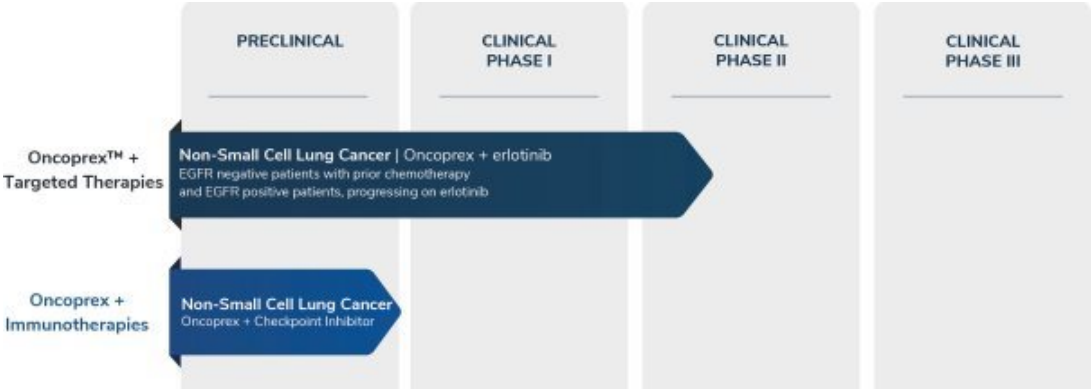 PRECLINICAL
CLINICAL
PHASE I
CLINICAL
PHASE II
CLINICAL
PHASE III
Oncoprex™ +
Targeted Therapies
Non-Small Cell Lung Cancer | Oncoprex + erlotinib
EGFR negative patients with prior chemotherapy
and EGFR positive patients, progressing on erlotinib
Oncoprex +
Immunotherapies
Non-Small Cell Lung Cancer
Oncoprex + Checkpoint Inhibitor